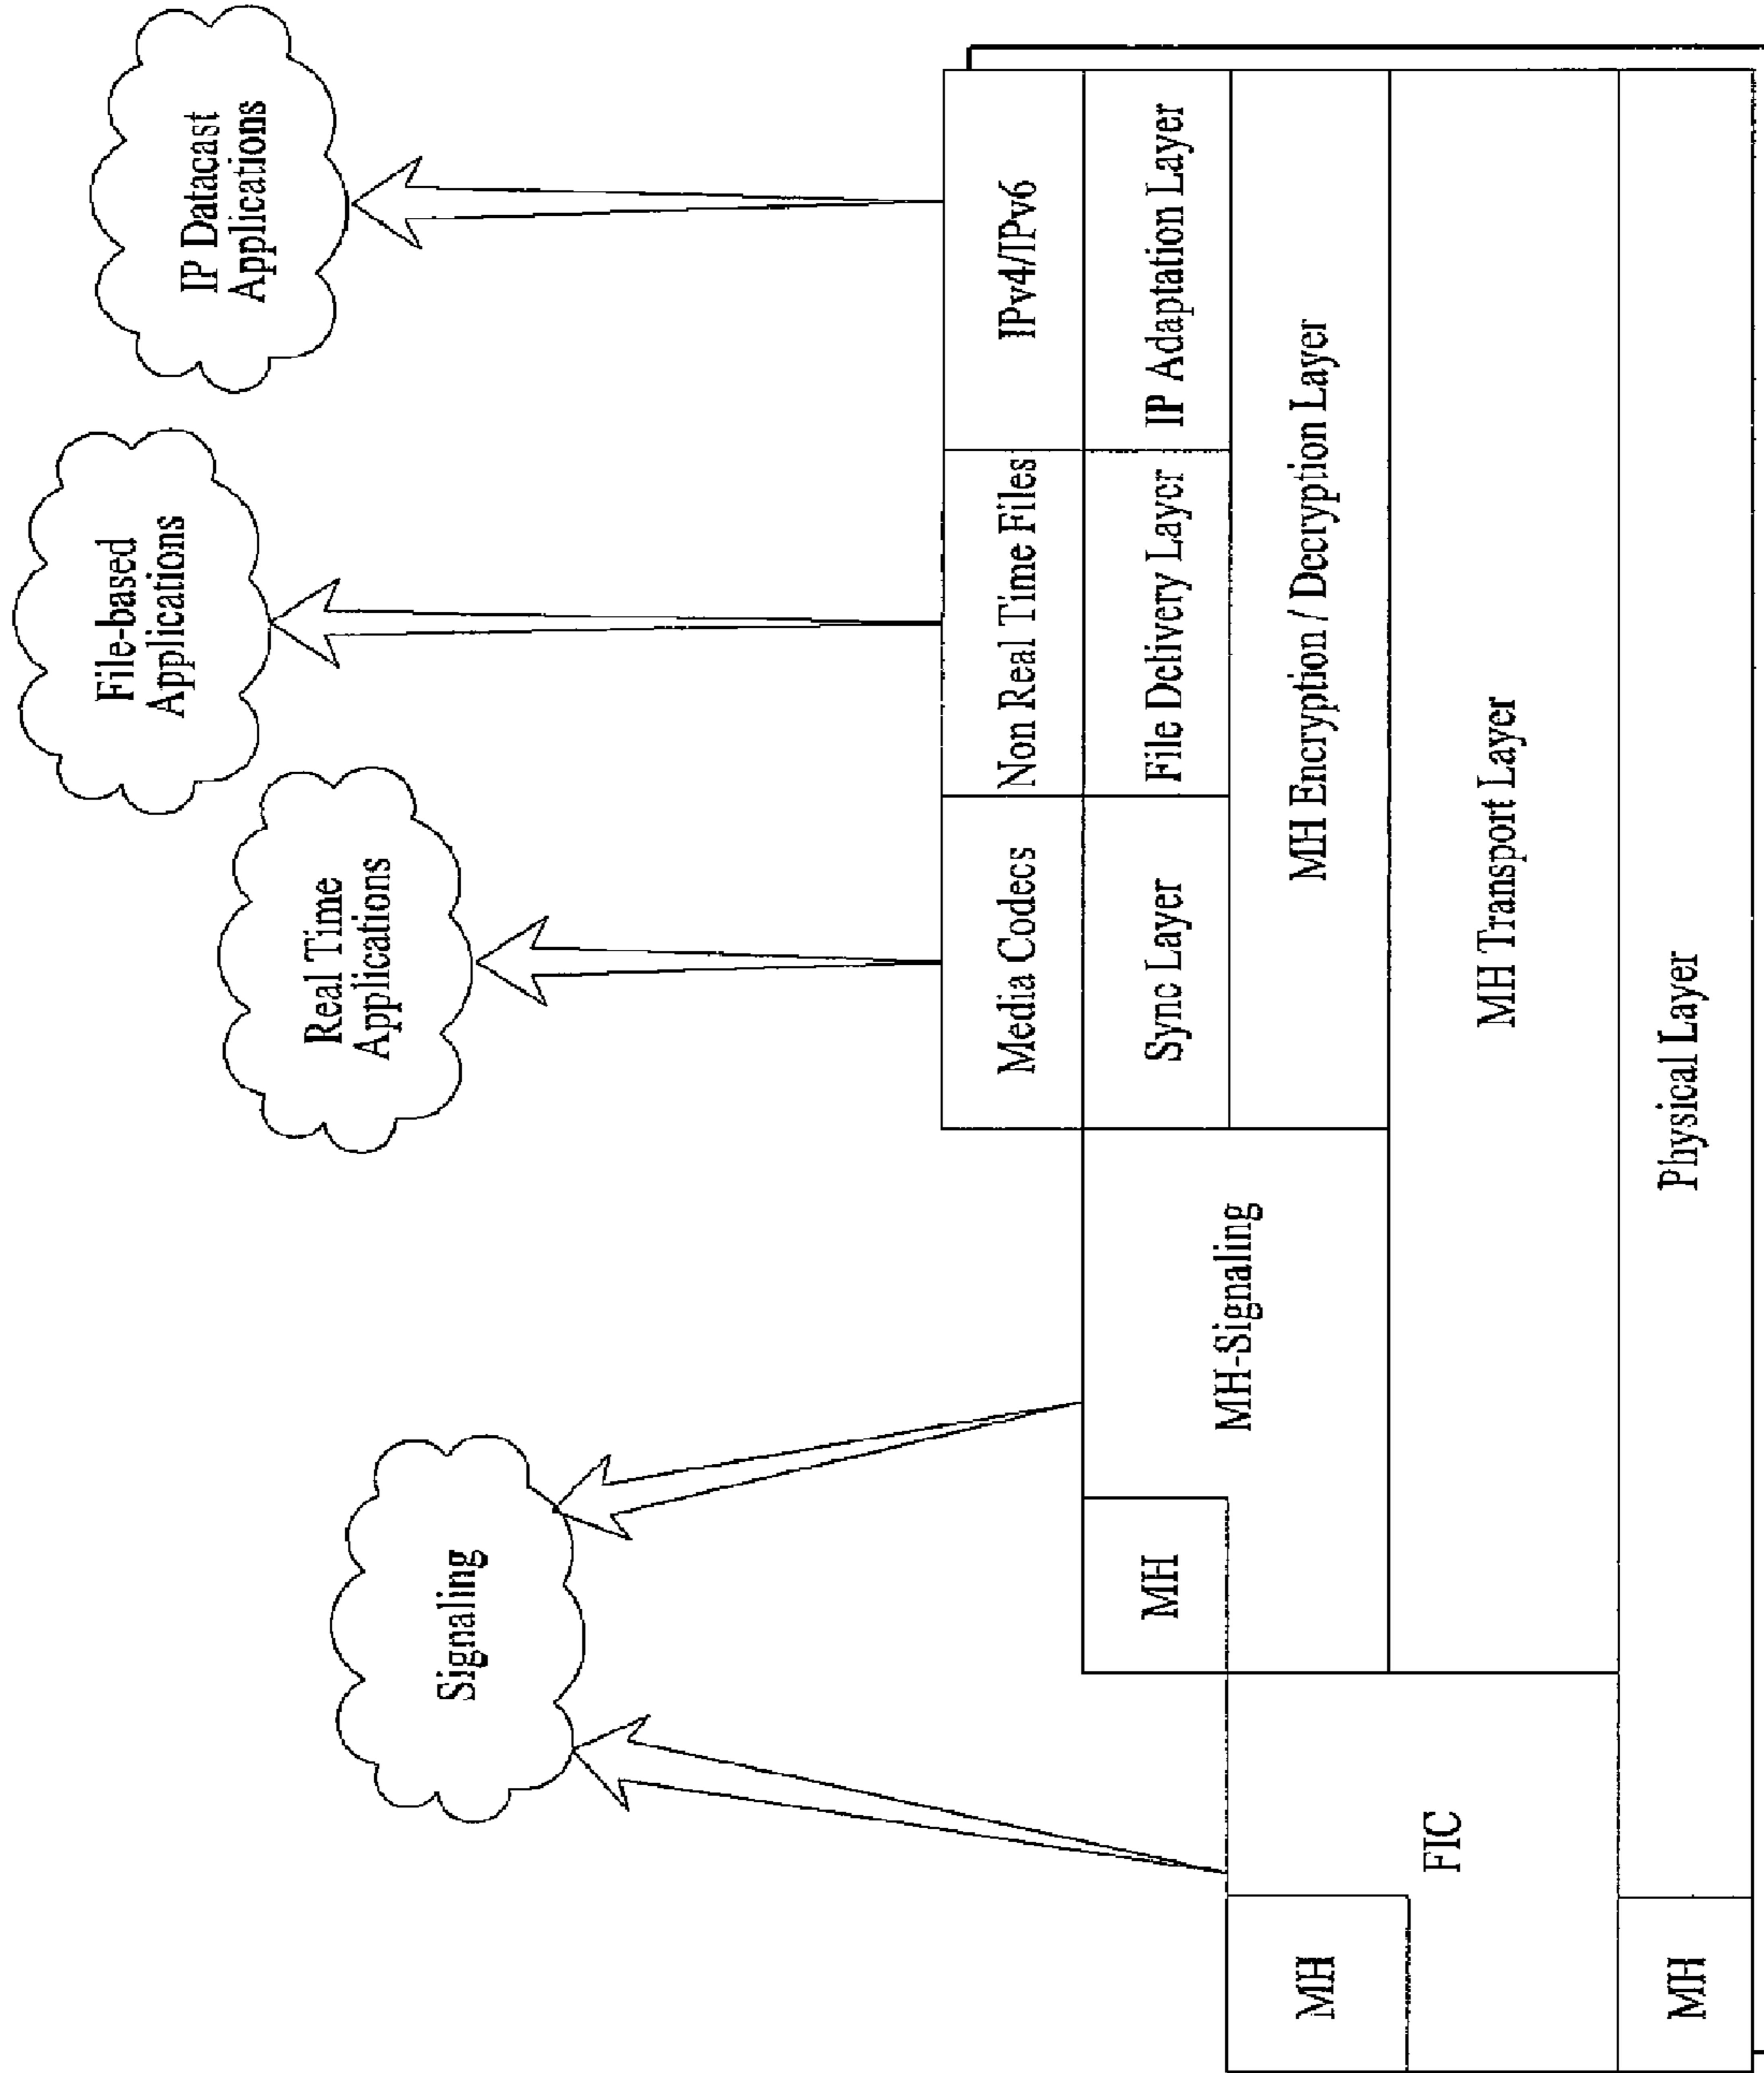 Signaling
Real Time
Applications
File-based
Applications
IP Datacast
Applications
Media Codecs
Non Real Time Files
IPv4/IPv6
MH
MH-Signaling
Sync Layer
File Delivery Layer
IP Adaptation Layer
MH
FIC
MH Encryption / Decryption Layer
MH Transport Layer
MH
Physical Layer